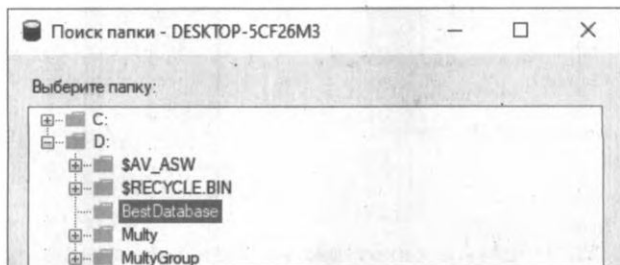 Поиск папки - DESKTOP-5CF26M3
Выберите папку:
C:
D:
$AV_ASW
$RECYCLE.BIN
BestDatabase
Multy
MultyGroup